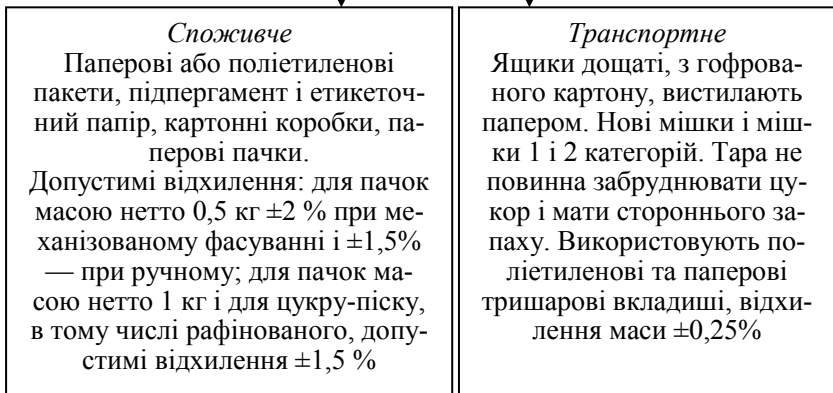 Споживче
Паперові або поліетиленові
пакети, підпергамент і етикеточ-
ний папір, картонні коробки, па-
перові пачки.
Допустимі відхилення: для пачок
масою нетто 0,5 кг ±2 % при ме-
ханізованому фасуванні і ±1,5%
— при ручному; для пачок ма-
сою нетто 1 кг і для цукру-піску,
в тому числі рафінованого, допу-
стимі відхилення ±1,5 %
Транспортне
Ящики дощаті, з гофрова-
ного картону, вистилають
папером. Нові мішки і міш-
ки 1 і 2 категорій. Тара не
повинна забруднювати цу-
кор і мати стороннього за-
паху. Використовують по-
ліетиленові та паперові
тришарові вкладиші, відхи-
лення маси ±0,25%